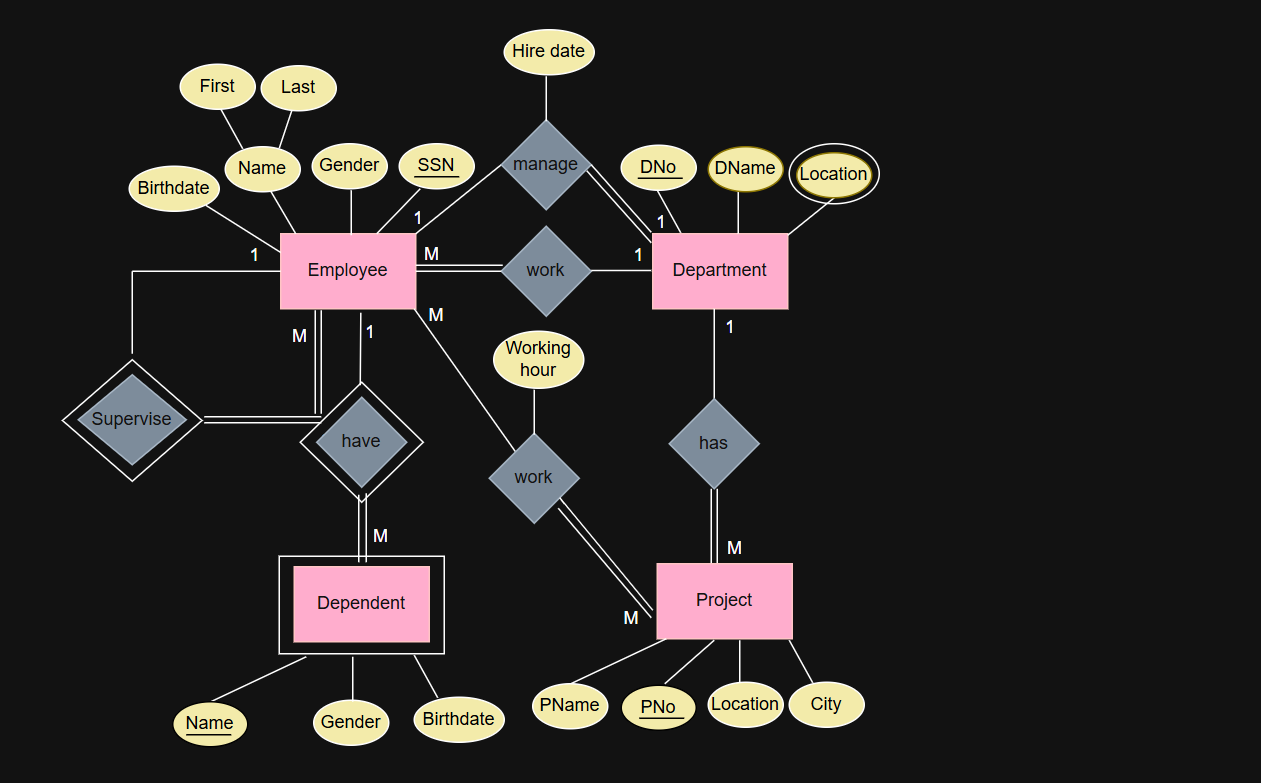 Hire date
First
Last
Name
Gender
SSN
Birthdate
manage
DNo
DName
Location
1
1
1
M
1
Employee
work
Department
M
1
M
1
Working
hour
Supervise
have
work
has
M
M
M
Dependent
Project
Name
Gender
Birthdate
PName
PNo
Location
City